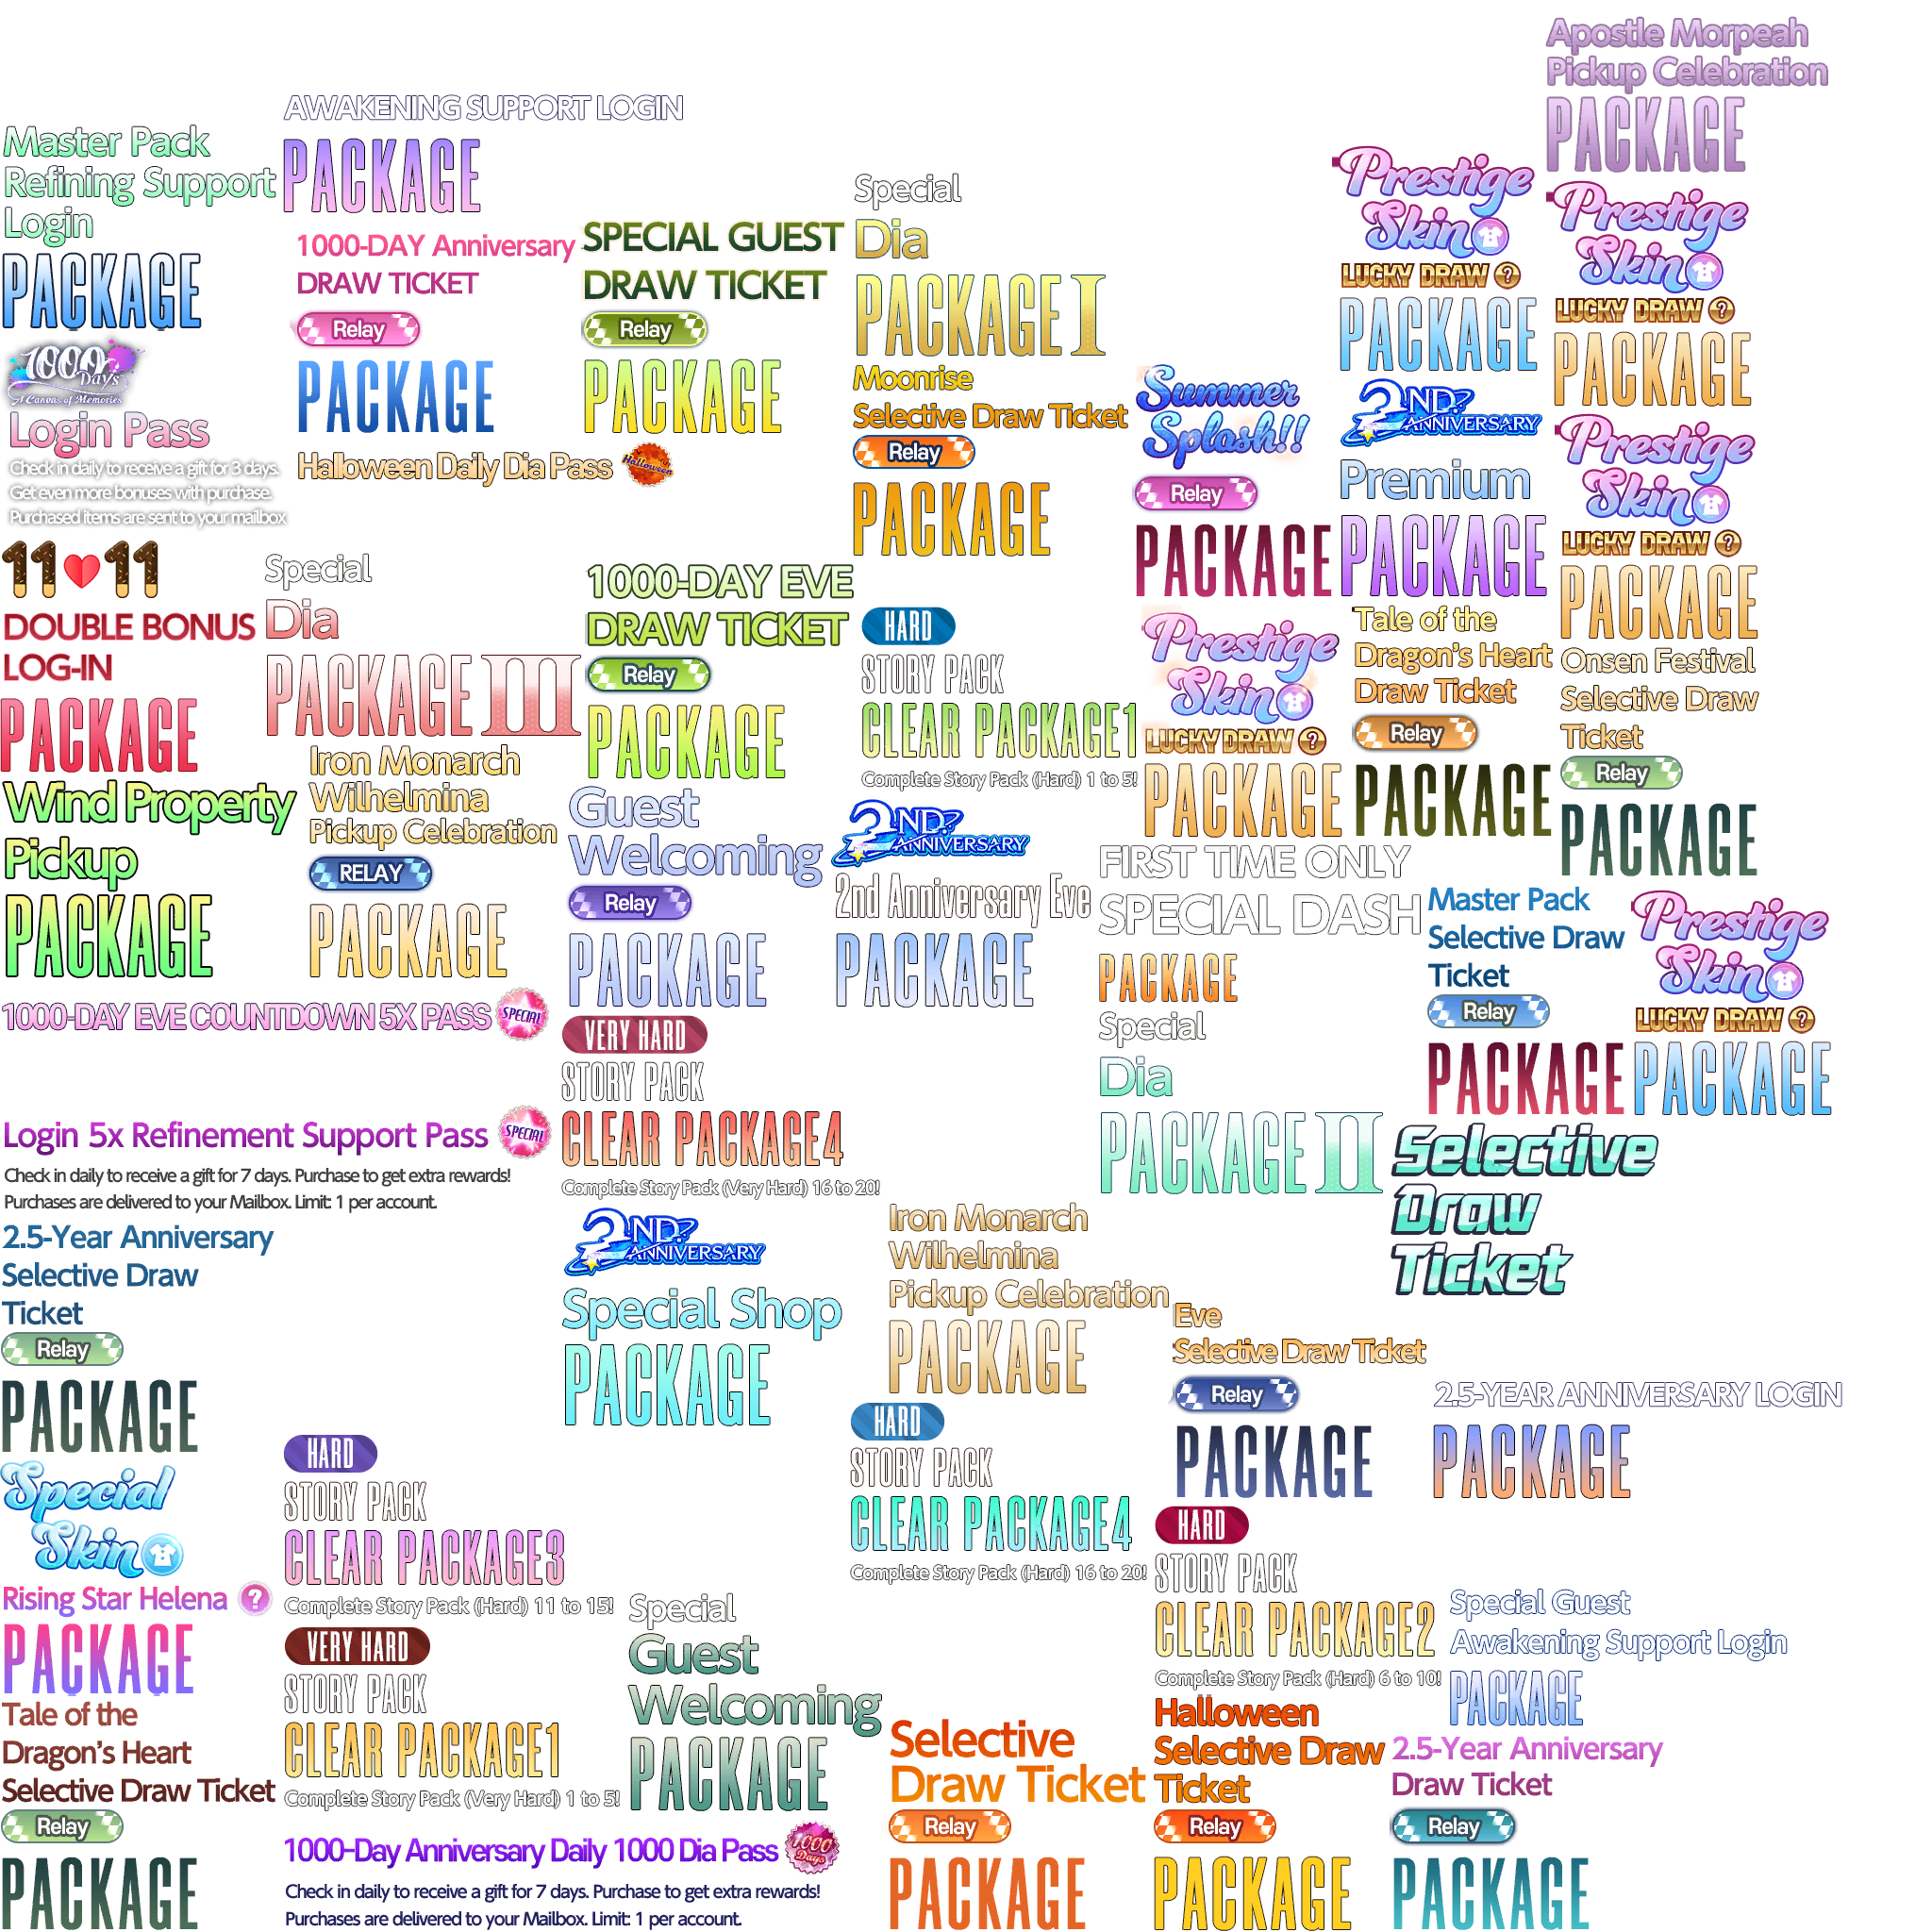 Master Pack
Refining Support
Login
PACKAGE
1000
Days
A Canvas of Memories
Login Pass
Check in daily to receive a gift for 3 days.
Get even more bonuses with purchase.
Purchased items are sent to your mailbox
11 11
DOUBLE BONUS
LOG-IN
PACKAGE
Wind Property
Pickup
PACKAGE
1000-DAY EVE COUNTDOWN 5X PASS
SPECIAL
Login 5x Refinement Support Pass
SPECIAL
Check in daily to receive a gift for 7 days. Purchase to get extra rewards!
Purchases are delivered to your Mailbox. Limit: 1 per account.
2.5-Year Anniversary
Selective Draw
Ticket
Relay
PACKAGE
Special
Skin
Rising Star Helena ?
PACKAGE
Tale of the
Dragon's Heart
Selective Draw Ticket
Relay
PACKAGE
AWAKENING SUPPORT LOGIN
PACKAGE
1000-DAY Anniversary
DRAW TICKET
Relay
PACKAGE
Halloween Daily Dia Pass
Halloween
Special
Dia
PACKAGE III
Iron Monarch
Wilhelmina
Pickup Celebration
RELAY
PACKAGE
HARD
STORY PACK
CLEAR PACKAGE3
Complete Story Pack (Hard) 11 to 15!
VERY HARD
STORY PACK
CLEAR PACKAGE1
Complete Story Pack (Very Hard) 1 to 5!
1000-Day Anniversary Daily 1000 Dia Pass
1,000
Days
Check in daily to receive a gift for 7 days. Purchase to get extra rewards!
Purchases are delivered to your Mailbox. Limit: 1 per account.
SPECIAL GUEST
DRAW TICKET
Relay
PACKAGE
1000-DAY EVE
DRAW TICKET
Relay
PACKAGE
Guest
Welcoming
Relay
PACKAGE
VERY HARD
STORY PACK
CLEAR PACKAGE4
Complete Story Pack (Very Hard) 16 to 20!
2ND
ANNIVERSARY
Special Shop
PACKAGE
Special
Guest
Welcoming
PACKAGE
Special
Dia
PACKAGE I
Moonrise
Selective Draw Ticket
Relay
PACKAGE
HARD
STORY PACK
CLEAR PACKAGE1
Complete Story Pack (Hard) 1 to 5!
2ND
ANNIVERSARY
2nd Anniversary Eve
PACKAGE
Iron Monarch
Wilhelmina
Pickup Celebration
PACKAGE
HARD
STORY PACK
CLEAR PACKAGE4
Complete Story Pack (Hard) 16 to 20!
Selective
Draw Ticket
Relay
PACKAGE
Summer
Splash!!
Relay
PACKAGE
Prestige
Skin
LUCKY DRAW ?
PACKAGE
FIRST TIME ONLY
SPECIAL DASH
PACKAGE
Special
Dia
PACKAGE II
Eve
Selective Draw Ticket
Relay
PACKAGE
HARD
STORY PACK
CLEAR PACKAGE2
Complete Story Pack (Hard) 6 to 10!
Halloween
Selective Draw
Ticket
Relay
PACKAGE
Prestige
Skin
LUCKY DRAW ?
PACKAGE
2ND
ANNIVERSARY
Premium
PACKAGE
Tale of the
Dragon's Heart
Draw Ticket
Relay
PACKAGE
Master Pack
Selective Draw
Ticket
Relay
PACKAGE
Selective
Draw
Ticket
2.5-YEAR ANNIVERSARY LOGIN
PACKAGE
Special Guest
Awakening Support Login
PACKAGE
2.5-Year Anniversary
Draw Ticket
Relay
PACKAGE
Apostle Morpeah
Pickup Celebration
PACKAGE
Prestige
Skin
LUCKY DRAW ?
PACKAGE
Prestige
Skin
LUCKY DRAW ?
PACKAGE
Onsen Festival
Selective Draw
Ticket
Relay
PACKAGE
Prestige
Skin
LUCKY DRAW ?
PACKAGE